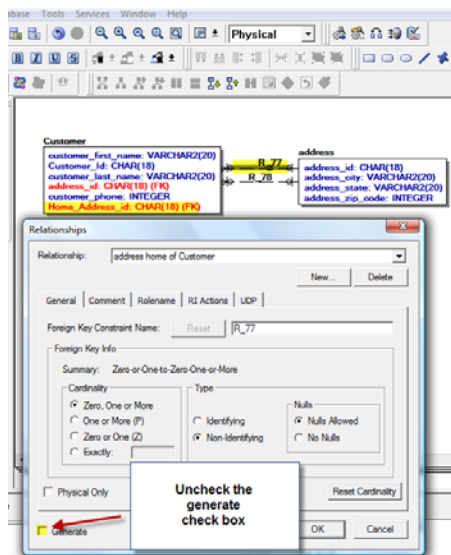 base Tools Services Window Help
Physical
B I U S
Customer
customer_first_name: VARCHAR2(20)
Customer_Id: CHAR(18)
customer_last_name: VARCHAR2(20)
address_id: CHAR(18) (FK)
customer_phone: INTEGER
Home_Address_id: CHAR(18) (FK)
R_77
R_78
address
address_id: CHAR(18)
address_city: VARCHAR2(20)
address_state: VARCHAR2(20)
address_zip_code: INTEGER
Relationships
Relationship: address home of Customer
New... Delete
General Comment Rolename RI Actions UDP
Foreign Key Constraint Name: Reset R_77
Foreign Key Info
Summary: Zero-or-One-to-Zero-One-or-More
Cardinality
Zero, One or More
One or More (P)
Zero or One (Z)
Exactly:
Type
Identifying
Non-Identifying
Nulls
Nulls Allowed
No Nulls
Physical Only
Reset Cardinality
Uncheck the
generate
check box
Generate
OK Cancel